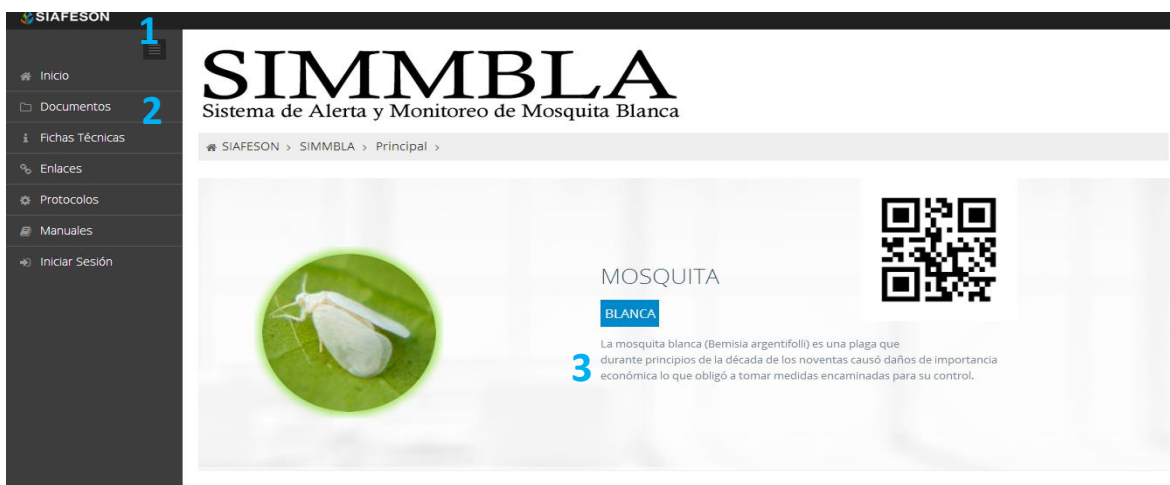 SIAFESON
1
Inicio
Documentos
2
Fichas Técnicas
Enlaces
Protocolos
Manuales
Iniciar Sesión
SIMMBLA
Sistema de Alerta y Monitoreo de Mosquita Blanca
SIAFESON > SIMMBLA > Principal >
MOSQUITA
BLANCA
La mosquita blanca (Bemisia argentifolli) es una plaga que
durante principios de la década de los noventas causó daños de importancia
3
económica lo que obligó a tomar medidas encaminadas para su control.